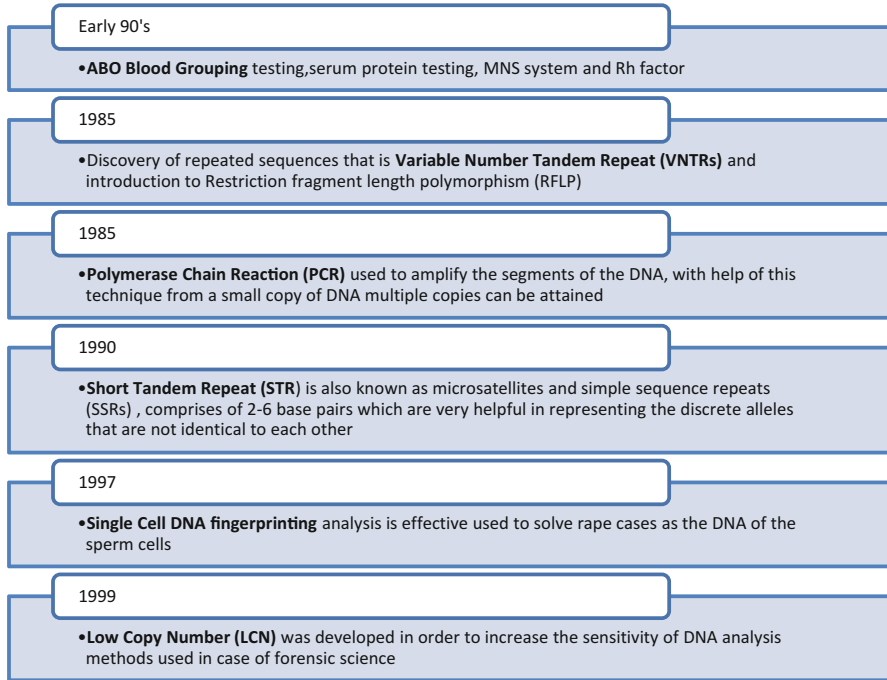 Early 90's
•ABO Blood Grouping testing,serum protein testing, MNS system and Rh factor
1985
•Discovery of repeated sequences that is Variable Number Tandem Repeat (VNTRs) and
introduction to Restriction fragment length polymorphism (RFLP)
1985
•Polymerase Chain Reaction (PCR) used to amplify the segments of the DNA, with help of this
technique from a small copy of DNA multiple copies can be attained
1990
•Short Tandem Repeat (STR) is also known as microsatellites and simple sequence repeats
(SSRs) , comprises of 2-6 base pairs which are very helpful in representing the discrete alleles
that are not identical to each other
1997
•Single Cell DNA fingerprinting analysis is effective used to solve rape cases as the DNA of the
sperm cells
1999
•Low Copy Number (LCN) was developed in order to increase the sensitivity of DNA analysis
methods used in case of forensic science